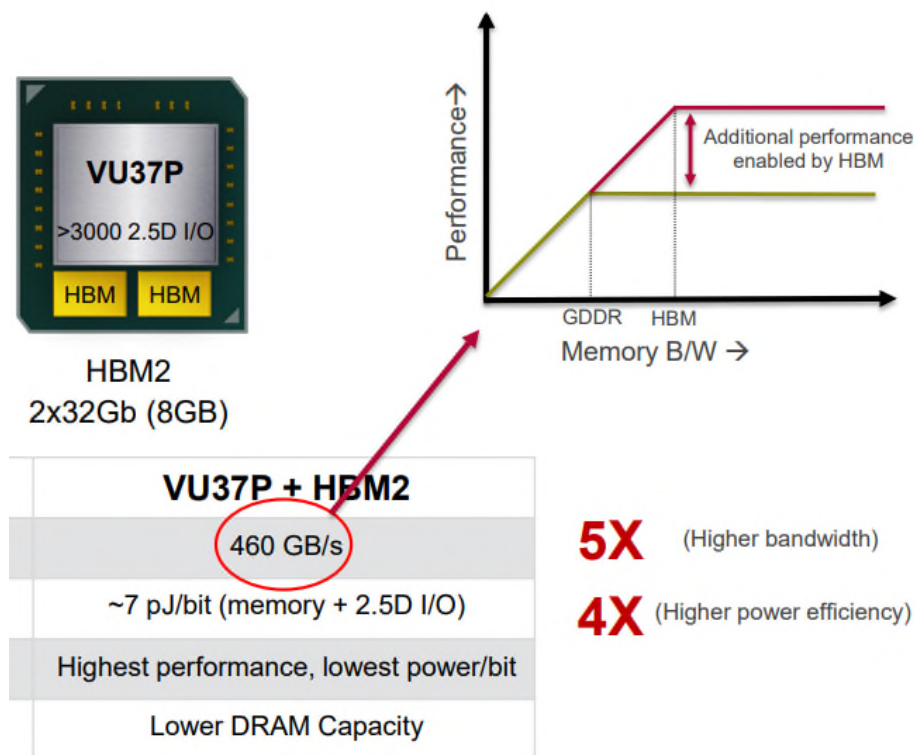 VU37P
>3000 2.5D I/O
HBM HBM
HBM2
2x32Gb (8GB)
Performance→
Additional performance
enabled by HBM
GDDR HBM
Memory B/W →
VU37P + HBM2
460 GB/s
~7 pJ/bit (memory + 2.5D I/O)
Highest performance, lowest power/bit
Lower DRAM Capacity
5X (Higher bandwidth)
4X (Higher power efficiency)